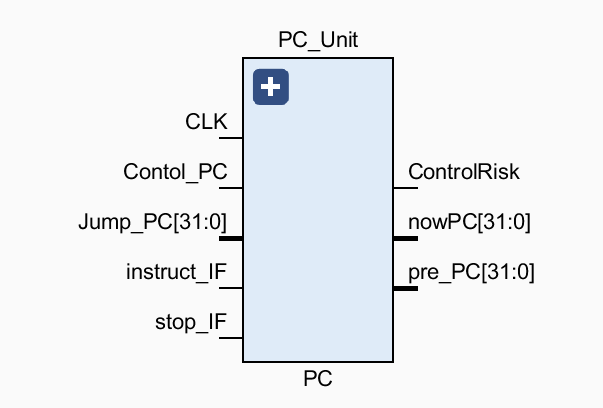 PC_Unit
CLK
Contol_PC
ControlRisk
Jump_PC[31:0]
nowPC[31:0]
instruct_IF
pre_PC[31:0]
stop_IF
PC